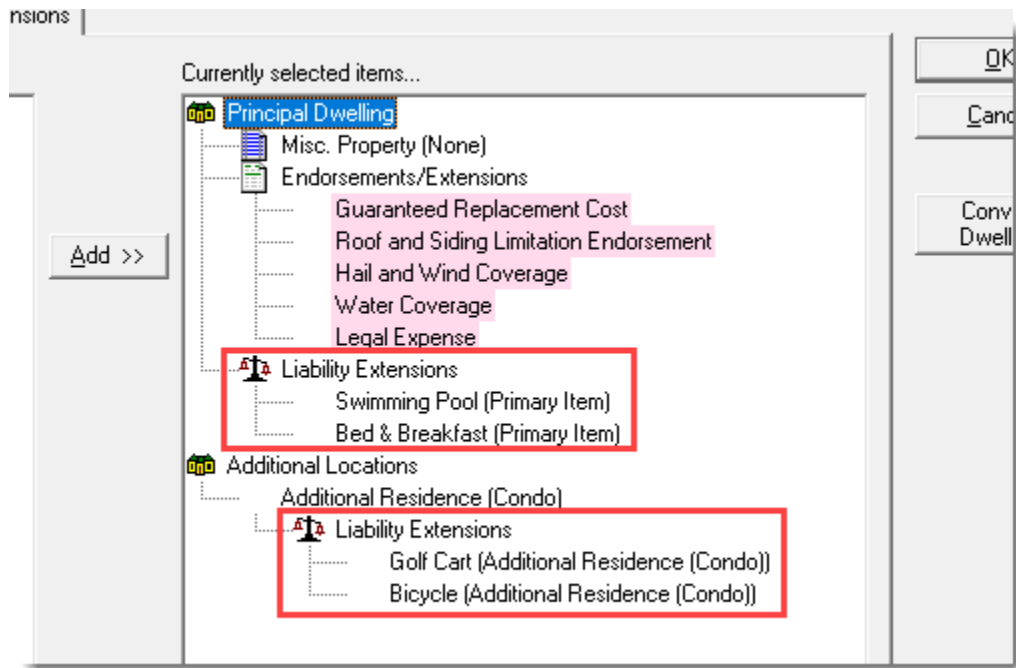 nsions
Currently selected items...
Principal Dwelling
Misc. Property (None)
Endorsements/Extensions
Guaranteed Replacement Cost
Roof and Siding Limitation Endorsement
Hail and Wind Coverage
Water Coverage
Legal Expense
Liability Extensions
Swimming Pool (Primary Item)
Bed & Breakfast (Primary Item)
Additional Locations
Additional Residence (Condo)
Liability Extensions
Golf Cart (Additional Residence (Condo))
Bicycle (Additional Residence (Condo))
Add >>
OK
Canc
Conv
Dwell